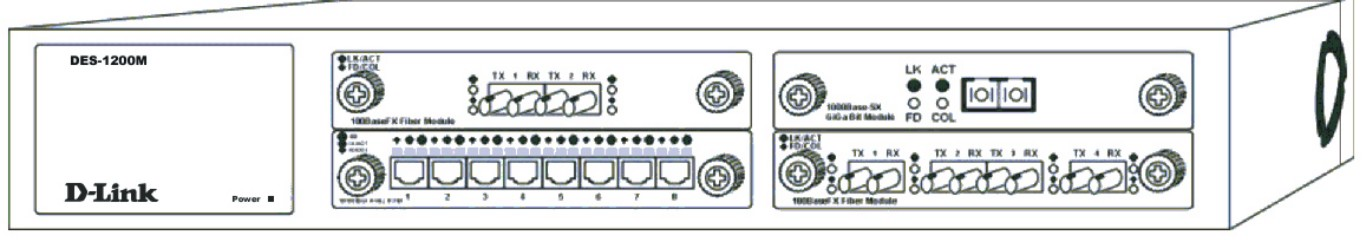 DES-1200M
D-Link
Power
LK/ACT
FD/COL
TX 1 RX TX 2 RX
100BaseFX Fiber Module
1 2 3 4 5 6 7 8
LK ACT
FD COL
1000Base-SX
GiGa Bit Module
LK/ACT
FD/COL
TX 1 RX TX 2 RX TX 3 RX TX 4 RX
100BaseFX Fiber Module